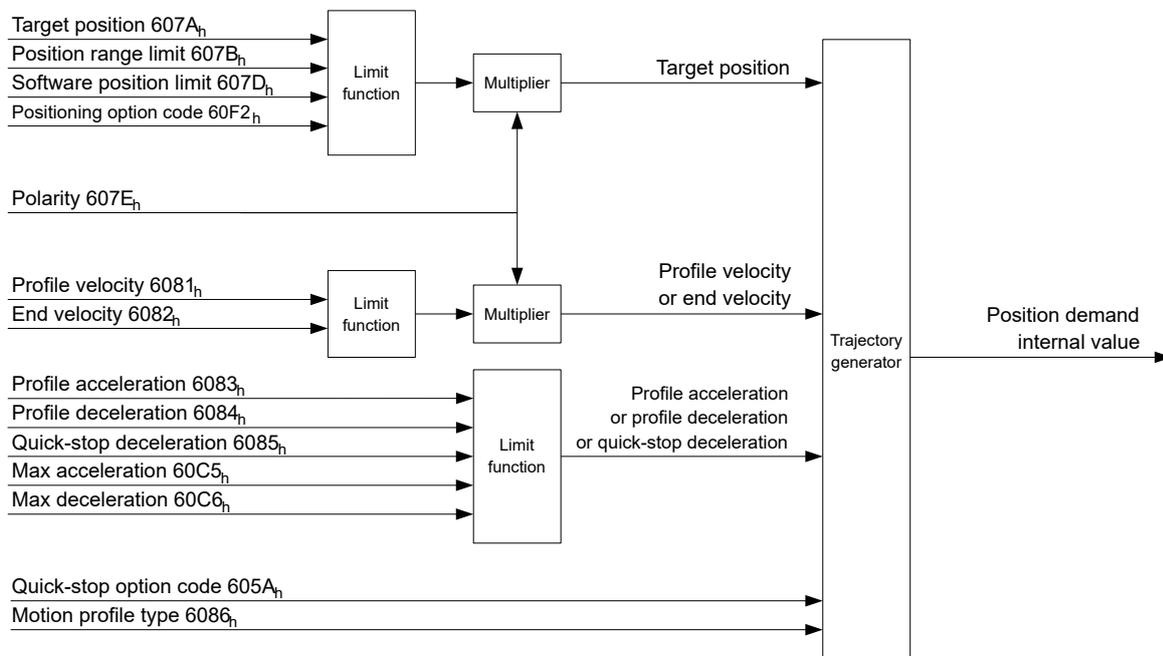 Target position 607Ah
Position range limit 607Bh
Software position limit 607Dh
Positioning option code 60F2h
Limit
function
Multiplier
Target position
Polarity 607Eh
Profile velocity 6081h
End velocity 6082h
Limit
function
Multiplier
Profile velocity
or end velocity
Trajectory
generator
Position demand
internal value
Profile acceleration 6083h
Profile deceleration 6084h
Quick-stop deceleration 6085h
Max acceleration 60C5h
Max deceleration 60C6h
Limit
function
Profile acceleration
or profile deceleration
or quick-stop deceleration
Quick-stop option code 605Ah
Motion profile type 6086h